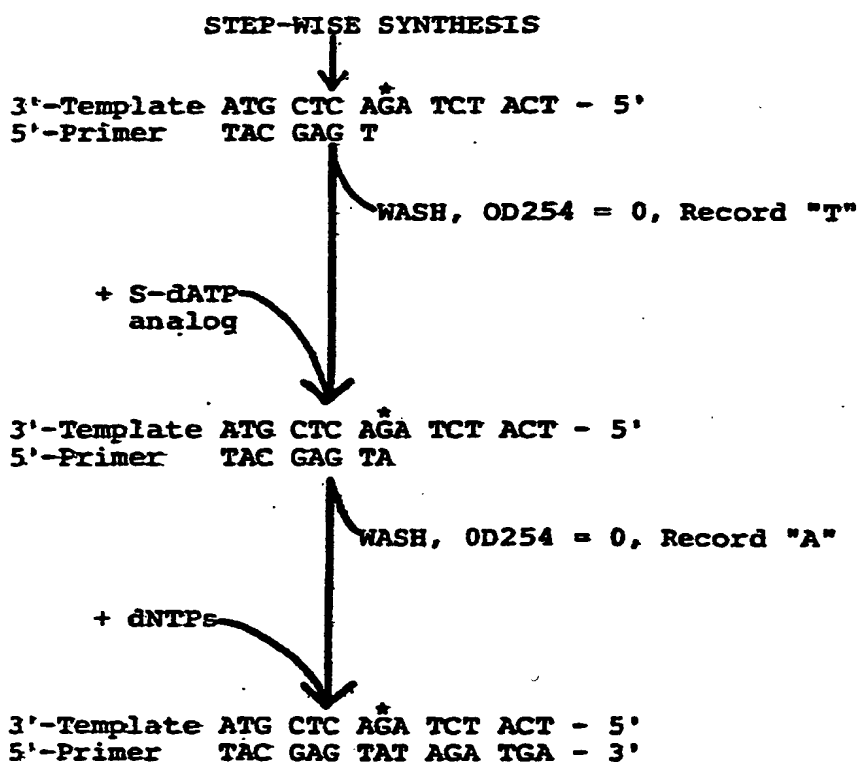 STEP-WISE SYNTHESIS
*
3'-Template ATG CTC AGA TCT ACT - 5'
5'-Primer TAC GAG T
WASH, OD254 = 0, Record "T"
+ S-dATP
analog
*
3'-Template ATG CTC AGA TCT ACT - 5'
5'-Primer TAC GAG TA
WASH, OD254 = 0, Record "A"
+ dNTPs
*
3'-Template ATG CTC AGA TCT ACT - 5'
5'-Primer TAC GAG TAT AGA TGA - 3'